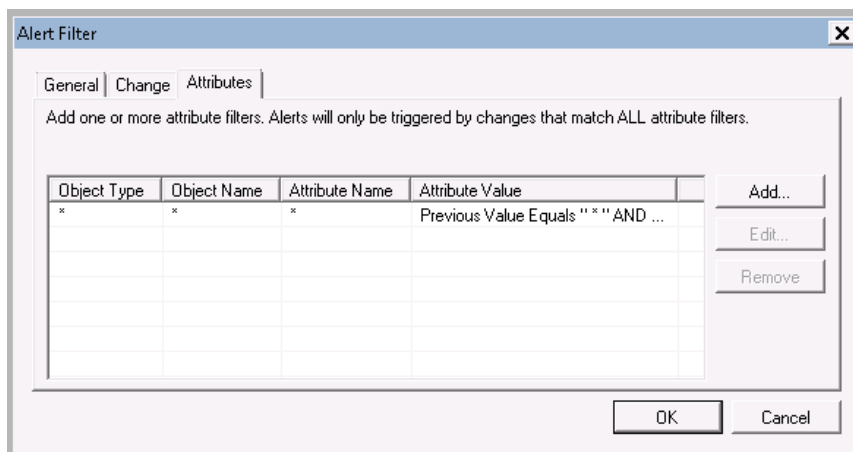 Alert Filter
General Change Attributes
Add one or more attribute filters. Alerts will only be triggered by changes that match ALL attribute filters.
Object Type Object Name Attribute Name Attribute Value
* * * Previous Value Equals " * " AND ...
Add...
Edit...
Remove
OK Cancel